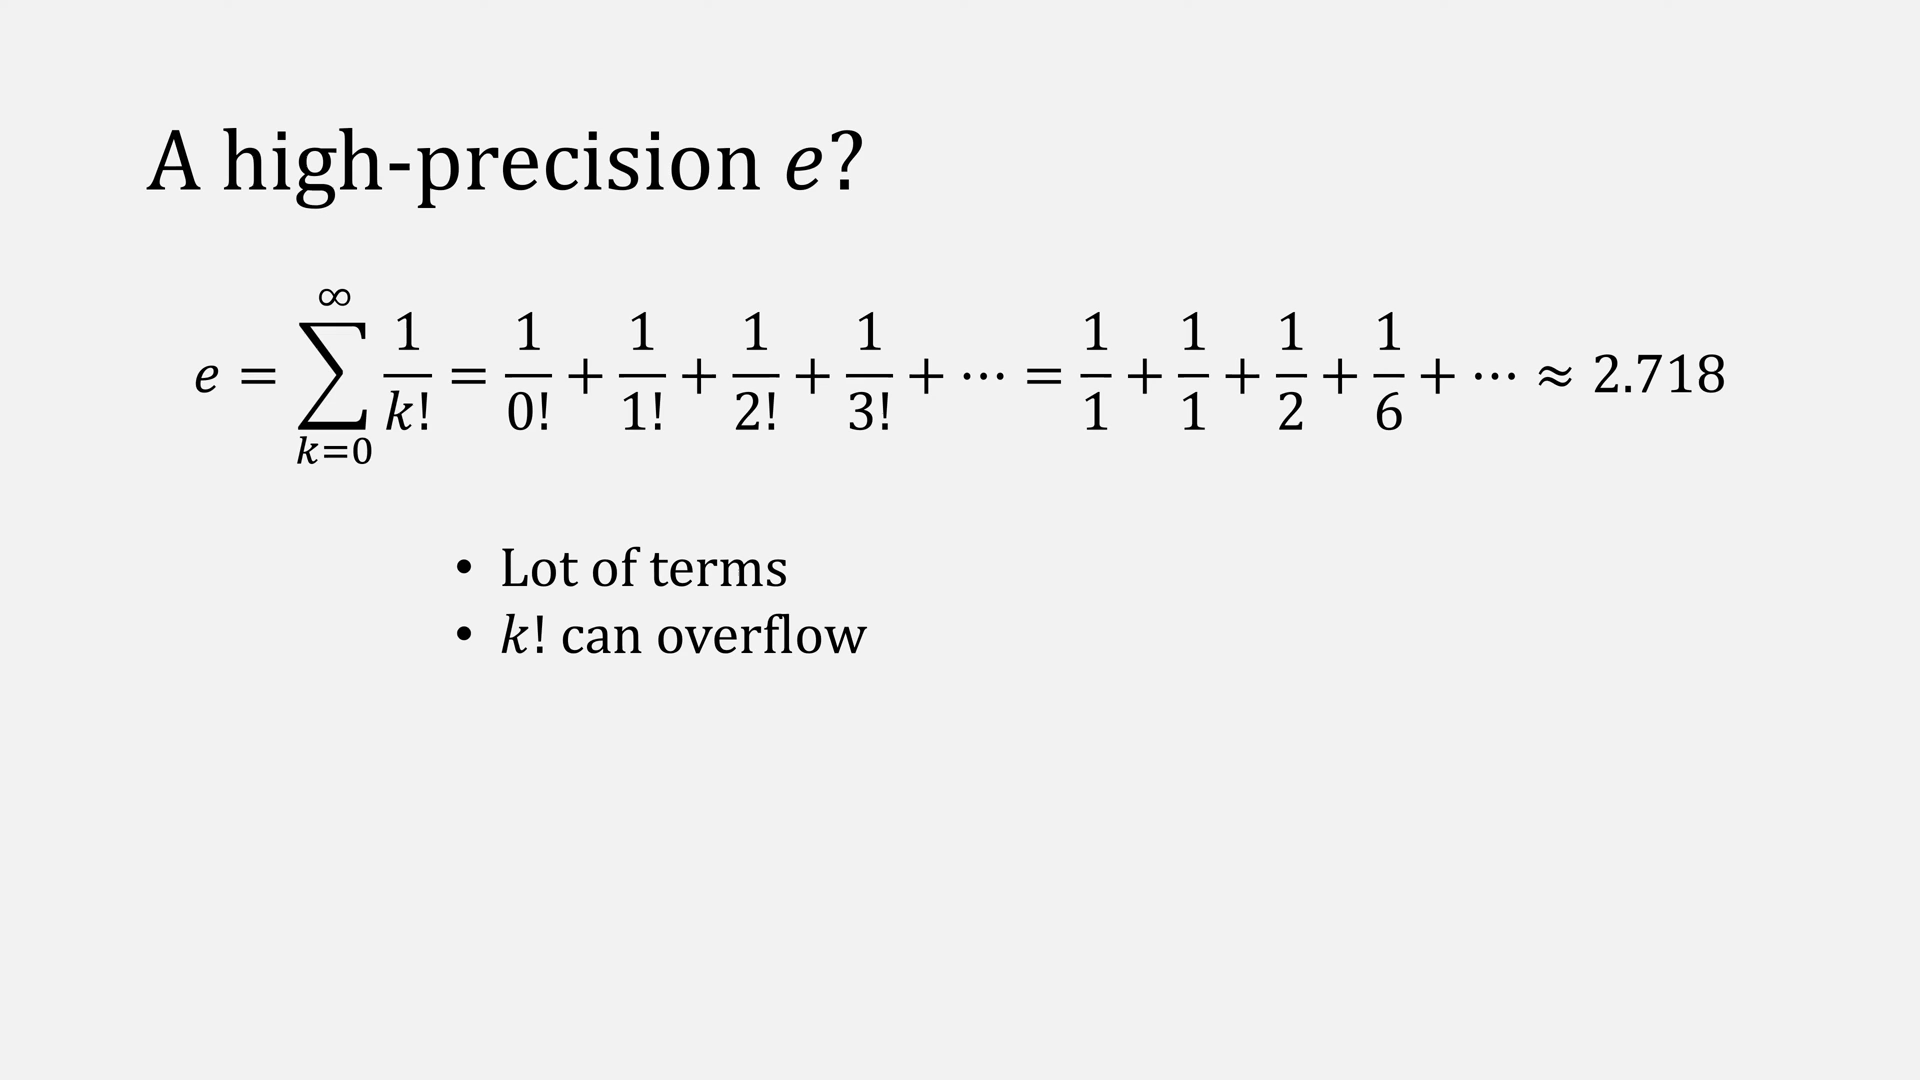 A high-precision e?
e = ∑_{k=0}^{∞} 1/k! = 1/0! + 1/1! + 1/2! + 1/3! + ⋯ = 1/1 + 1/1 + 1/2 + 1/6 + ⋯ ≈ 2.718
• Lot of terms
• k! can overflow